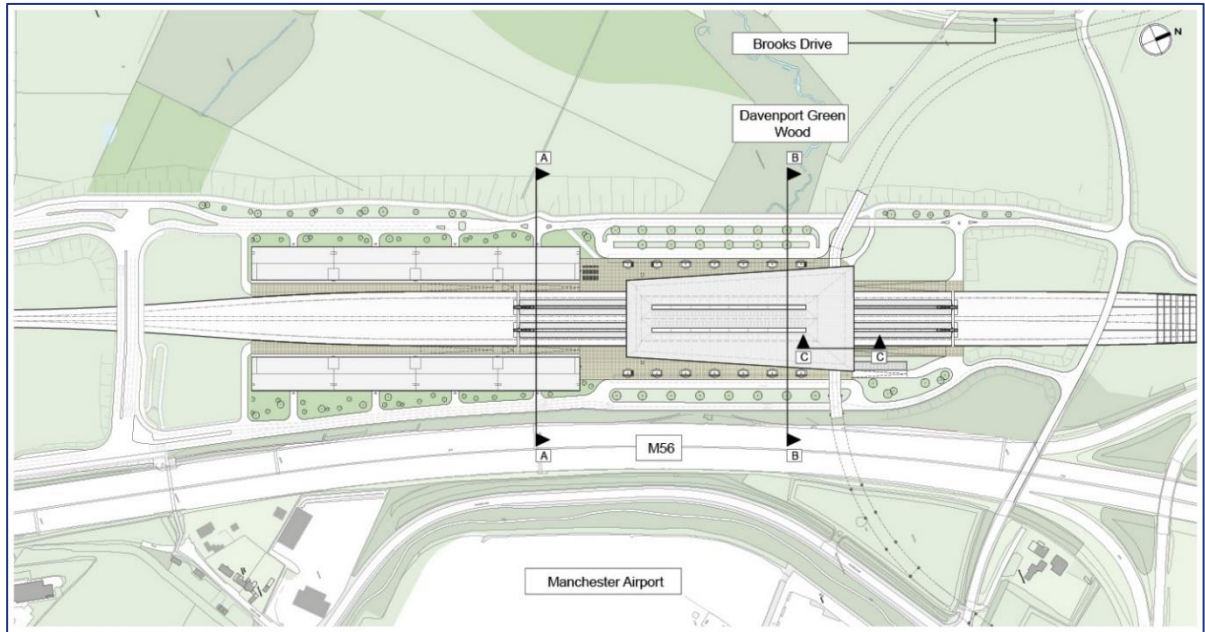 Brooks Drive
N
Davenport Green
Wood
A
B
C
C
A
B
M56
Manchester Airport